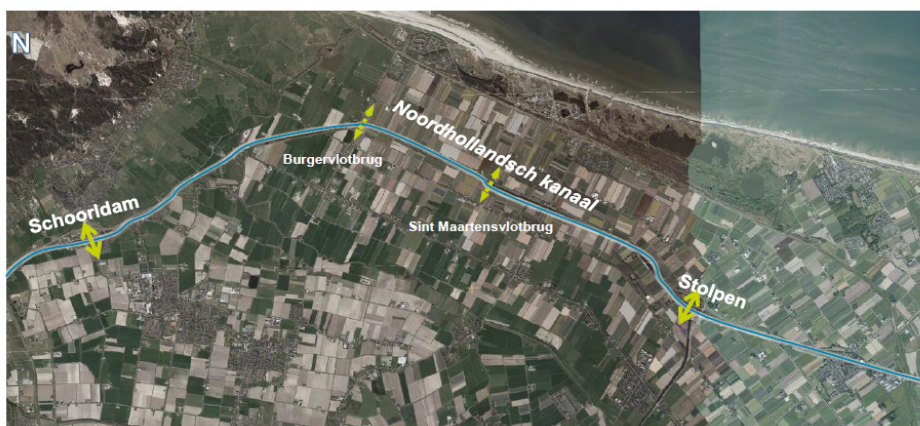 N
Noordhollandsch kanaal
Burgervlotbrug
Schoorldam
Sint Maartensvlotbrug
Stolpen